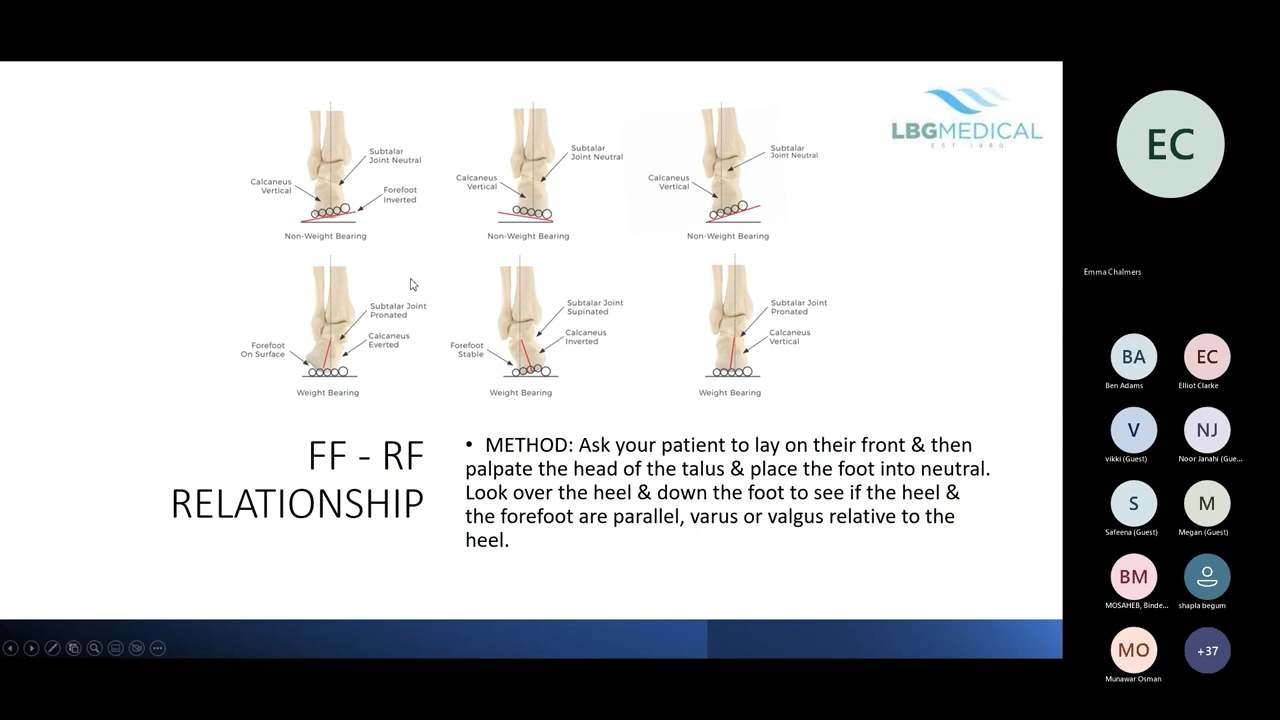 LBGMEDICAL
EST 1980
Subtalar
Joint Neutral
Calcaneus
Vertical
Forefoot
Inverted
Non-Weight Bearing
Subtalar
Joint Neutral
Calcaneus
Vertical
Non-Weight Bearing
Subtalar
Joint Neutral
Calcaneus
Vertical
Non-Weight Bearing
Subtalar Joint
Pronated
Calcaneus
Everted
Forefoot
On Surface
Weight Bearing
Subtalar Joint
Supinated
Calcaneus
Inverted
Forefoot
Stable
Weight Bearing
Subtalar Joint
Pronated
Calcaneus
Vertical
Weight Bearing
FF - RF
RELATIONSHIP
• METHOD: Ask your patient to lay on their front & then
palpate the head of the talus & place the foot into neutral.
Look over the heel & down the foot to see if the heel &
the forefoot are parallel, varus or valgus relative to the
heel.
EC
Emma Chalmers
BA
Ben Adams
EC
Elliot Clarke
V
vikki (Guest)
NJ
Noor Janahi (Gue...
S
Safeena (Guest)
M
Megan (Guest)
BM
MOSAHEB, Binde...
shapla begum
MO
Munawar Osman
+37